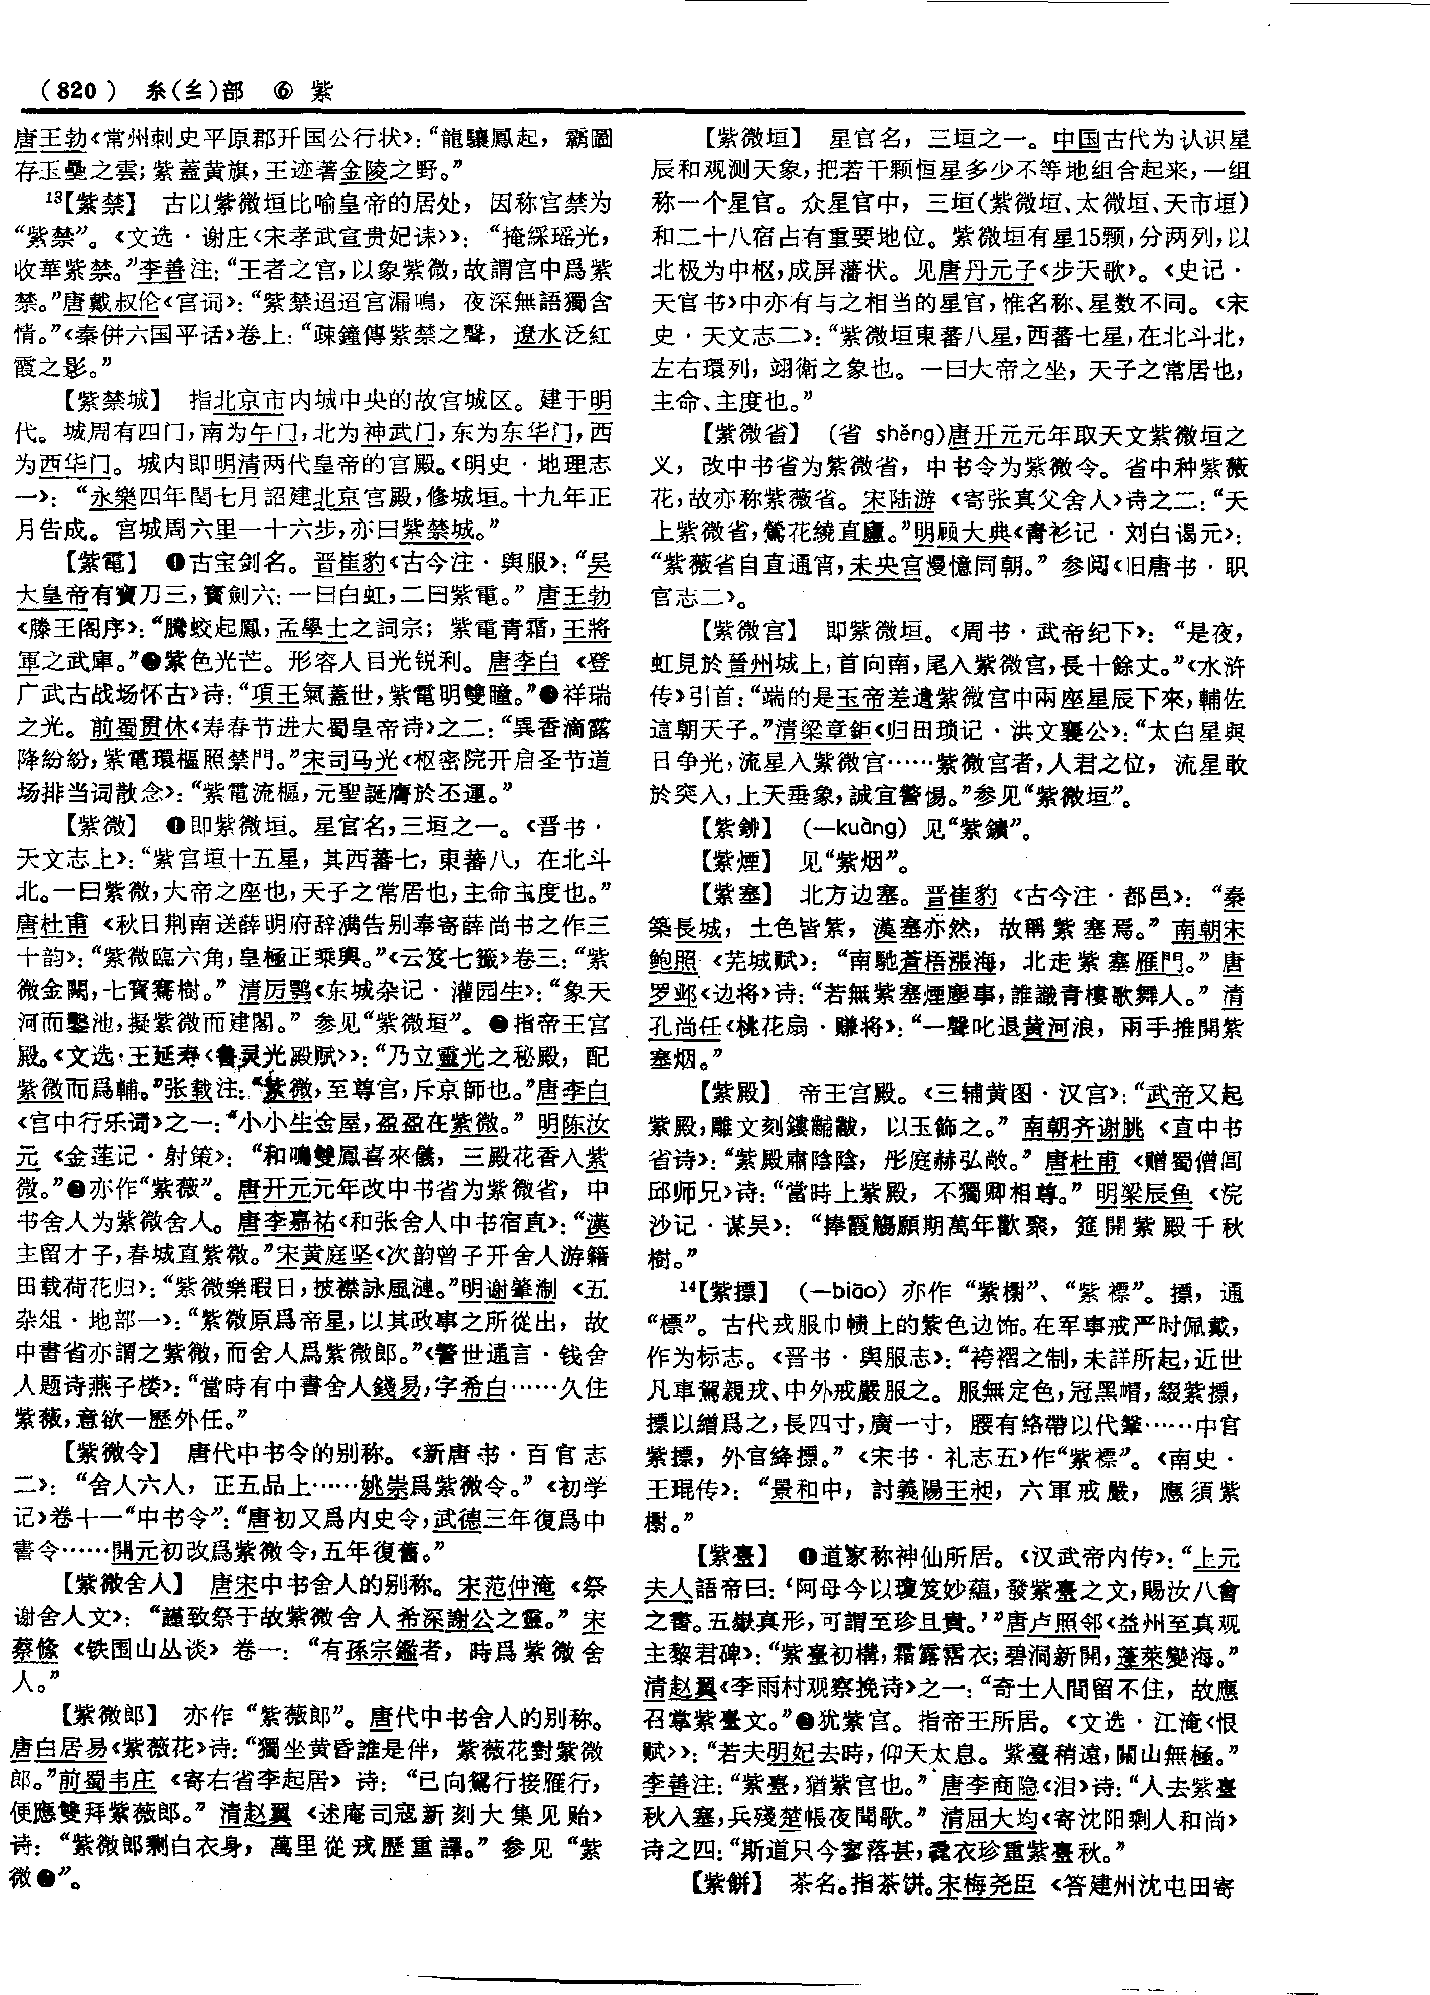 （820） 糸(纟)部 ⑥ 紫
唐王勃《常州刺史平原郡开国公行状》：“龍驤鳳起，霸圖
存玉壘之雲；紫蓋黄旗，王迹著金陵之野。”
¹³【紫禁】 古以紫微垣比喻皇帝的居处，因称宫禁为
“紫禁”。《文选·谢庄〈宋孝武宣贵妃诔〉》：“掩綵瑶光，
收華紫禁。”李善注：“王者之宫，以象紫微，故謂宫中爲紫
禁。”唐戴叔伦《宫词》：“紫禁迢迢宫漏鳴，夜深無語獨含
情。”《秦併六国平话》卷上：“疎鐘傳紫禁之聲，遼水泛紅
霞之影。”
【紫禁城】 指北京市内城中央的故宫城区。建于明
代。城周有四门，南为午门，北为神武门，东为东华门，西
为西华门。城内即明清两代皇帝的宫殿。《明史·地理志
一》：“永樂四年閏七月詔建北京宫殿，修城垣。十九年正
月告成。宫城周六里一十六步，亦曰紫禁城。”
【紫電】 ❶古宝剑名。晋崔豹《古今注·舆服》：“吴
大皇帝有寶刀三，寶劍六：一曰白虹，二曰紫電。”唐王勃
《滕王阁序》：“騰蛟起鳳，孟學士之詞宗；紫電青霜，王將
軍之武庫。”❷紫色光芒。形容人目光锐利。唐李白《登
广武古战场怀古》诗：“項王氣蓋世，紫電明雙瞳。”❸祥瑞
之光。前蜀贯休《寿春节进大蜀皇帝诗》之二：“異香滴露
降紛紛，紫電環樞照禁門。”宋司马光《枢密院开启圣节道
场排当词散念》：“紫電流樞，元聖誕膺於丕運。”
【紫微】 ❶即紫微垣。星官名，三垣之一。《晋书·
天文志上》：“紫宫垣十五星，其西蕃七，東蕃八，在北斗
北。一曰紫微，大帝之座也，天子之常居也，主命主度也。”
唐杜甫《秋日荆南送薛明府辞满告别奉寄薛尚书之作三
十韵》：“紫微臨六角，皇極正乘輿。”《云笈七籤》卷三：“紫
微金闕，七寶騫樹。”清厉鹗《东城杂记·灌园生》：“象天
河而鑿池，擬紫微而建閣。”参见“紫微垣”。❷指帝王宫
殿。《文选·王延寿〈鲁灵光殿赋〉》：“乃立靈光之秘殿，配
紫微而爲輔。”张载注：“紫微，至尊宫，斥京師也。”唐李白
《宫中行乐词》之一：“小小生金屋，盈盈在紫微。”明陈汝
元《金莲记·射策》：“和鳴雙鳳喜來儀，三殿花香入紫
微。”❸亦作“紫薇”。唐开元元年改中书省为紫微省，中
书舍人为紫微舍人。唐李嘉祐《和张舍人中书宿直》：“漢
主留才子，春城直紫微。”宋黄庭坚《次韵曾子开舍人游籍
田载荷花归》：“紫微樂暇日，披襟詠風漣。”明谢肇淛《五
杂俎·地部一》：“紫微原爲帝星，以其政事之所從出，故
中書省亦謂之紫微，而舍人爲紫微郎。”《警世通言·钱舍
人题诗燕子楼》：“當時有中書舍人錢易，字希白……久住
紫薇，意欲一歷外任。”
【紫微令】 唐代中书令的别称。《新唐书·百官志
二》：“舍人六人，正五品上……姚崇爲紫微令。”《初学
记》卷十一“中书令”：“唐初又爲内史令，武德三年復爲中
書令……開元初改爲紫微令，五年復舊。”
【紫微舍人】 唐宋中书舍人的别称。宋范仲淹《祭
谢舍人文》：“謹致祭于故紫微舍人希深謝公之靈。”宋
蔡絛《铁围山丛谈》卷一：“有孫宗鑑者，時爲紫微舍
人。”
【紫微郎】 亦作“紫薇郎”。唐代中书舍人的别称。
唐白居易《紫薇花》诗：“獨坐黄昏誰是伴，紫薇花對紫微
郎。”前蜀韦庄《寄右省李起居》诗：“已向鴛行接雁行，
便應雙拜紫薇郎。”清赵翼《述庵司寇新刻大集见贻》
诗：“紫微郎剩白衣身，萬里從戎歷重譯。”参见“紫
微❸”。
【紫微垣】 星官名，三垣之一。中国古代为认识星
辰和观测天象，把若干颗恒星多少不等地组合起来，一组
称一个星官。众星官中，三垣(紫微垣、太微垣、天市垣)
和二十八宿占有重要地位。紫微垣有星15颗，分两列，以
北极为中枢，成屏藩状。见唐丹元子《步天歌》。《史记·
天官书》中亦有与之相当的星官，惟名称、星数不同。《宋
史·天文志二》：“紫微垣東蕃八星，西蕃七星，在北斗北，
左右環列，翊衛之象也。一曰大帝之坐，天子之常居也，
主命、主度也。”
【紫微省】 (省 shěng)唐开元元年取天文紫微垣之
义，改中书省为紫微省，中书令为紫微令。省中种紫薇
花，故亦称紫薇省。宋陆游《寄张真父舍人》诗之二：“天
上紫微省，鶯花繞直廬。”明顾大典《青衫记·刘白谒元》：
“紫薇省自直通宵，未央宫漫憶同朝。”参阅《旧唐书·职
官志二》。
【紫微宫】 即紫微垣。《周书·武帝纪下》：“是夜，
虹見於晉州城上，首向南，尾入紫微宫，長十餘丈。”《水浒
传》引首：“端的是玉帝差遣紫微宫中兩座星辰下來，輔佐
這朝天子。”清梁章鉅《归田琐记·洪文襄公》：“太白星與
日争光，流星入紫微宫……紫微宫者，人君之位，流星敢
於突入，上天垂象，誠宜警惕。”参见“紫微垣”。
【紫鉚】 (—kuàng) 见“紫鑛”。
【紫煙】 见“紫烟”。
【紫塞】 北方边塞。晋崔豹《古今注·都邑》：“秦
築長城，土色皆紫，漢塞亦然，故稱紫塞焉。”南朝宋
鲍照《芜城赋》：“南馳蒼梧漲海，北走紫塞雁門。”唐
罗邺《边将》诗：“若無紫塞煙塵事，誰識青樓歌舞人。”清
孔尚任《桃花扇·赚将》：“一聲叱退黄河浪，兩手推開紫
塞烟。”
【紫殿】 帝王宫殿。《三辅黄图·汉宫》：“武帝又起
紫殿，雕文刻鏤黼黻，以玉飾之。”南朝齐谢朓《直中书
省诗》：“紫殿肅陰陰，彤庭赫弘敞。”唐杜甫《赠蜀僧闾
邱师兄》诗：“當時上紫殿，不獨卿相尊。”明梁辰鱼《浣
沙记·谋吴》：“捧霞觴願期萬年歡聚，筵開紫殿千秋
樹。”
¹⁴【紫摽】 (—biāo) 亦作“紫檦”、“紫褾”。摽，通
“標”。古代戎服巾帻上的紫色边饰。在军事戒严时佩戴，
作为标志。《晋书·舆服志》：“袴褶之制，未詳所起，近世
凡車駕親戎、中外戒嚴服之。服無定色，冠黑帽，綴紫摽，
摽以繒爲之，長四寸，廣一寸，腰有絡帶以代鞶……中官
紫摽，外官絳摽。”《宋书·礼志五》作“紫褾”。《南史·
王琨传》：“景和中，討義陽王昶，六軍戒嚴，應須紫
檦。”
【紫臺】 ❶道家称神仙所居。《汉武帝内传》：“上元
夫人語帝曰：‘阿母今以瓊笈妙蘊，發紫臺之文，賜汝八會
之書。五嶽真形，可謂至珍且貴。’”唐卢照邻《益州至真观
主黎君碑》：“紫臺初構，霜露霑衣；碧洞新開，蓬萊變海。”
清赵翼《李雨村观察挽诗》之一：“奇士人間留不住，故應
召掌紫臺文。”❷犹紫宫。指帝王所居。《文选·江淹〈恨
赋〉》：“若夫明妃去時，仰天太息。紫臺稍遠，關山無極。”
李善注：“紫臺，猶紫宫也。”唐李商隐《泪》诗：“人去紫臺
秋入塞，兵殘楚帳夜聞歌。”清屈大均《寄沈阳剩人和尚》
诗之四：“斯道只今寥落甚，毳衣珍重紫臺秋。”
【紫餅】 茶名。指茶饼。宋梅尧臣《答建州沈屯田寄